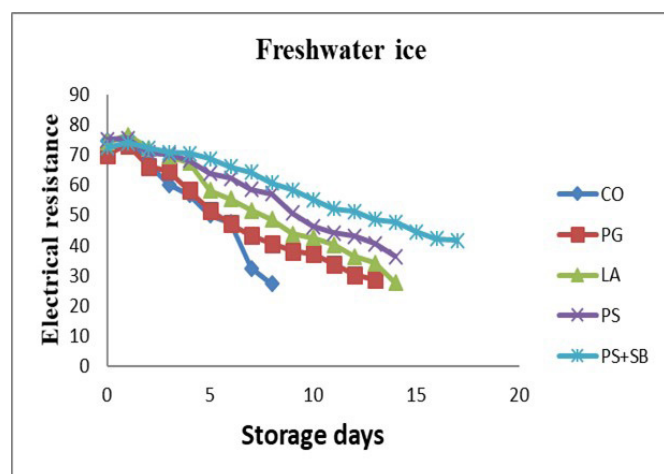 Freshwater ice
Electrical resistance
90
80
70
60
50
40
30
20
10
0
0 5 10 15 20
Storage days
CO
PG
LA
PS
PS+SB